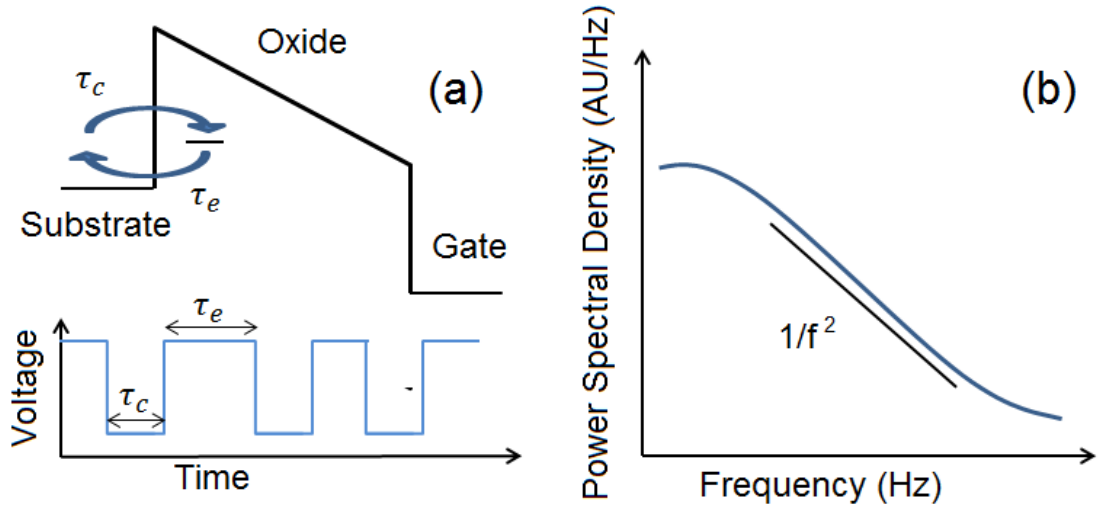 Oxide
(a)
τc
τe
Substrate
Gate
Voltage
τe
τc
Time
Power Spectral Density (AU/Hz)
(b)
1/f 2
Frequency (Hz)